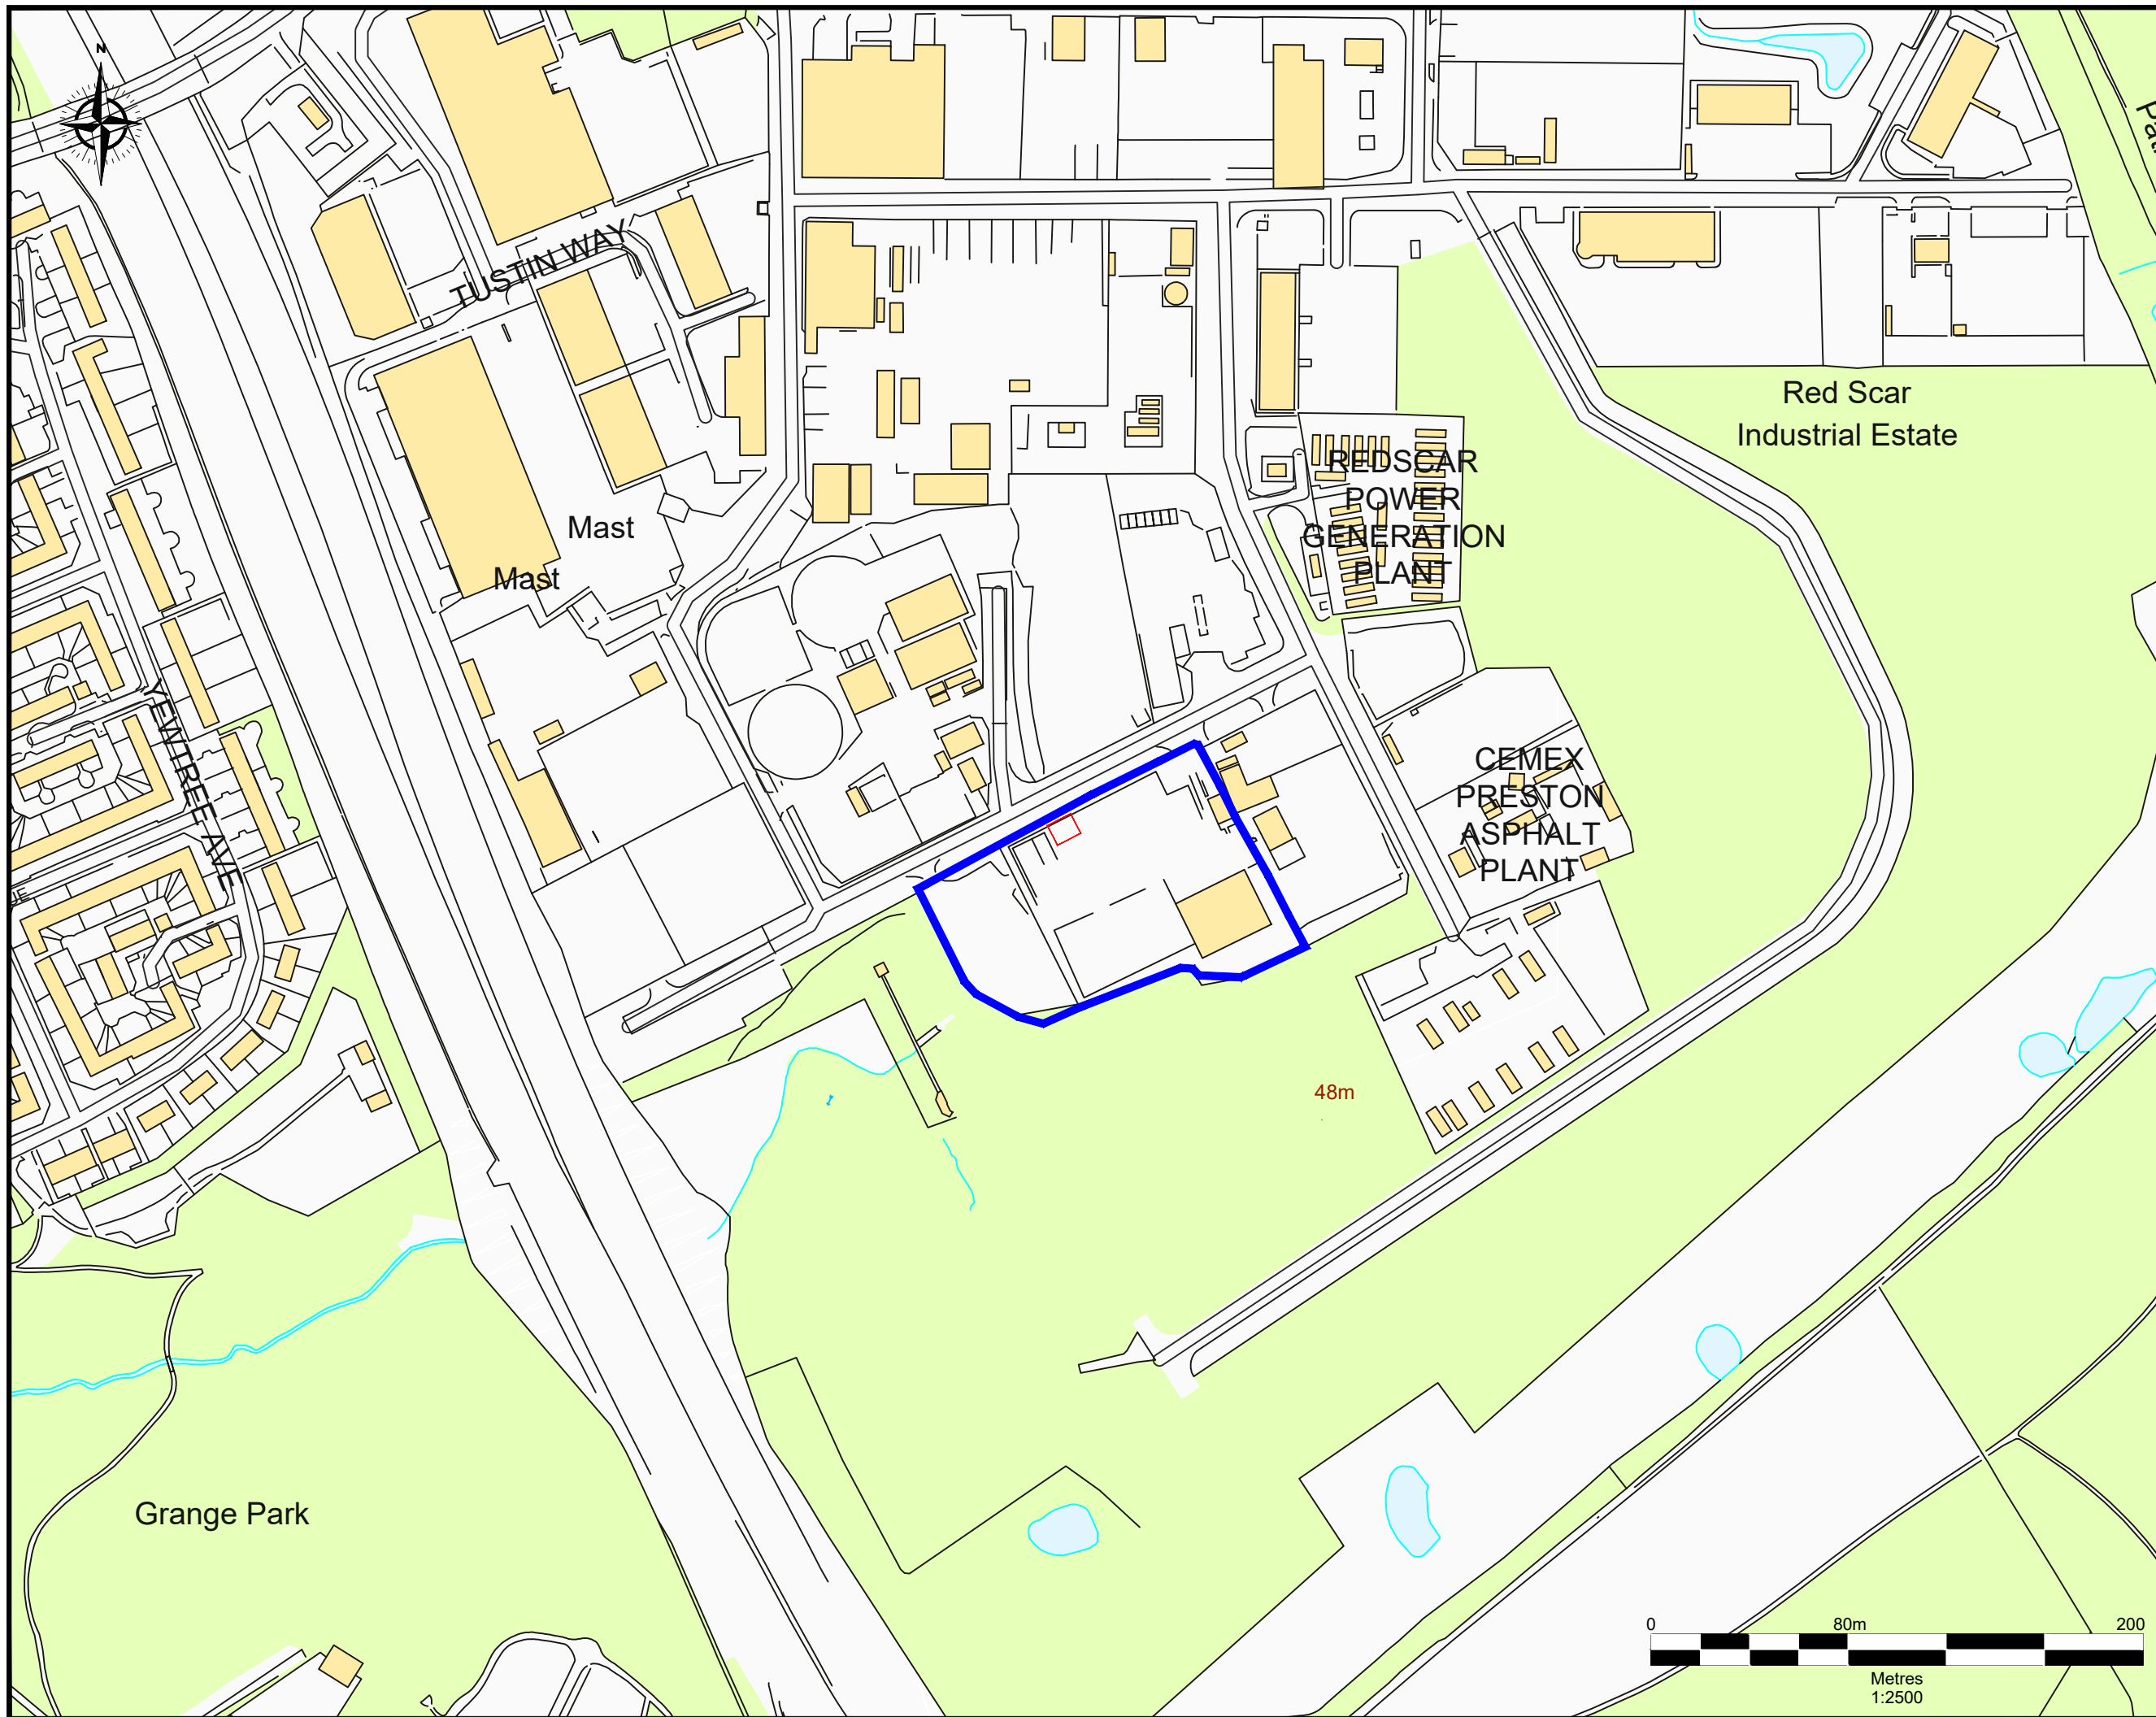 N
TUSTIN WAY
Red Scar
Industrial Estate
REDSCAR
POWER
GENERATION
PLANT
Mast
Mast
YEWTREE AVE
CEMEX
PRESTON
ASPHALT
PLANT
48m
Grange Park
0 80m 200
Metres
1:2500